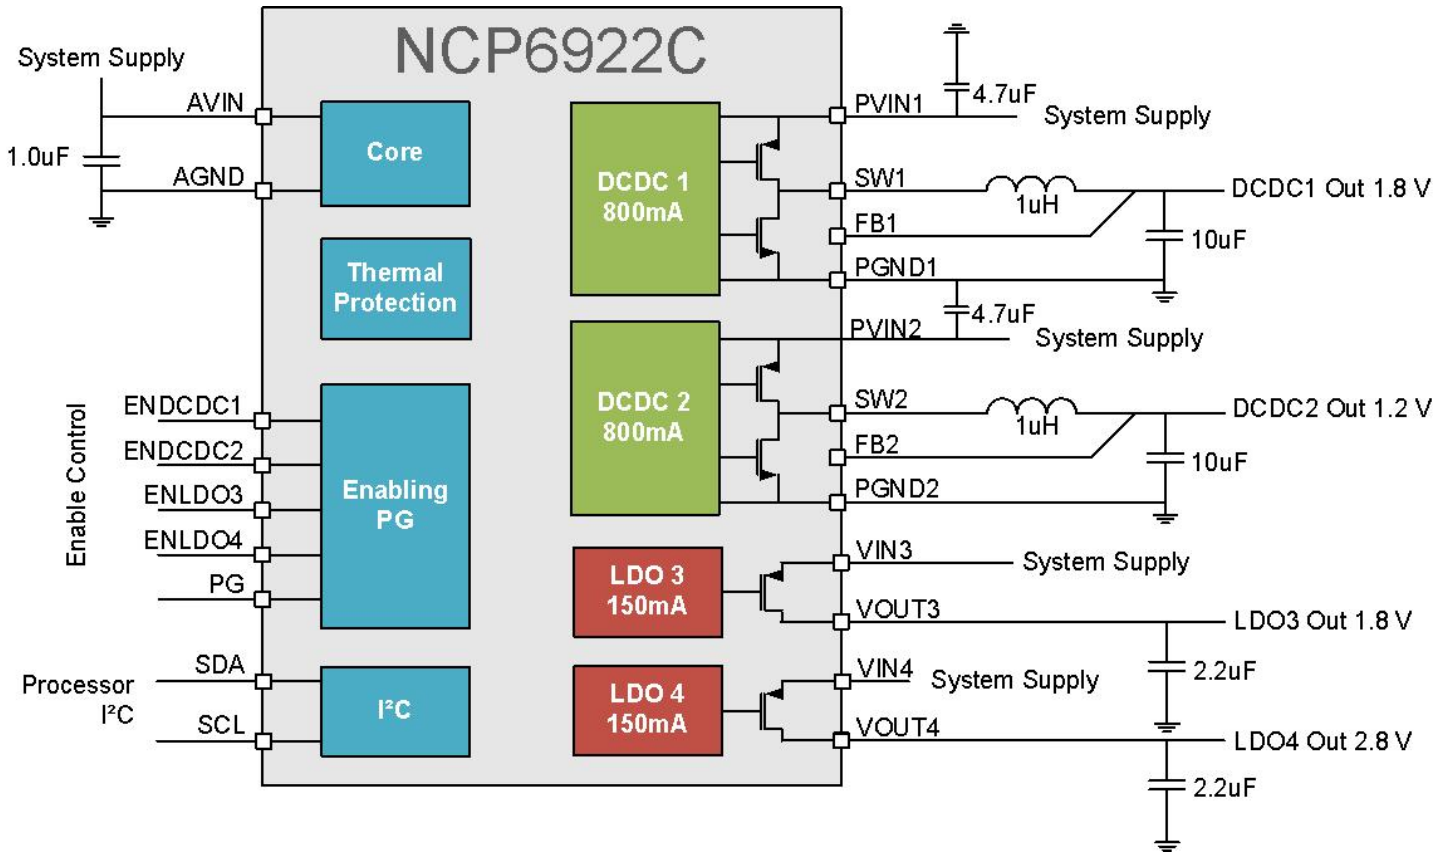 NCP6922C
System Supply
AVIN
1.0uF
AGND
Core
Thermal
Protection
Enable Control
ENDCDC1
ENDCDC2
ENLDO3
ENLDO4
PG
Enabling
PG
Processor
I²C
SDA
SCL
I²C
DCDC 1
800mA
PVIN1
4.7uF
System Supply
SW1
1uH
DCDC1 Out 1.8 V
FB1
10uF
PGND1
DCDC 2
800mA
PVIN2
4.7uF
System Supply
SW2
1uH
DCDC2 Out 1.2 V
FB2
10uF
PGND2
LDO 3
150mA
VIN3
System Supply
VOUT3
LDO3 Out 1.8 V
2.2uF
LDO 4
150mA
VIN4
System Supply
VOUT4
LDO4 Out 2.8 V
2.2uF